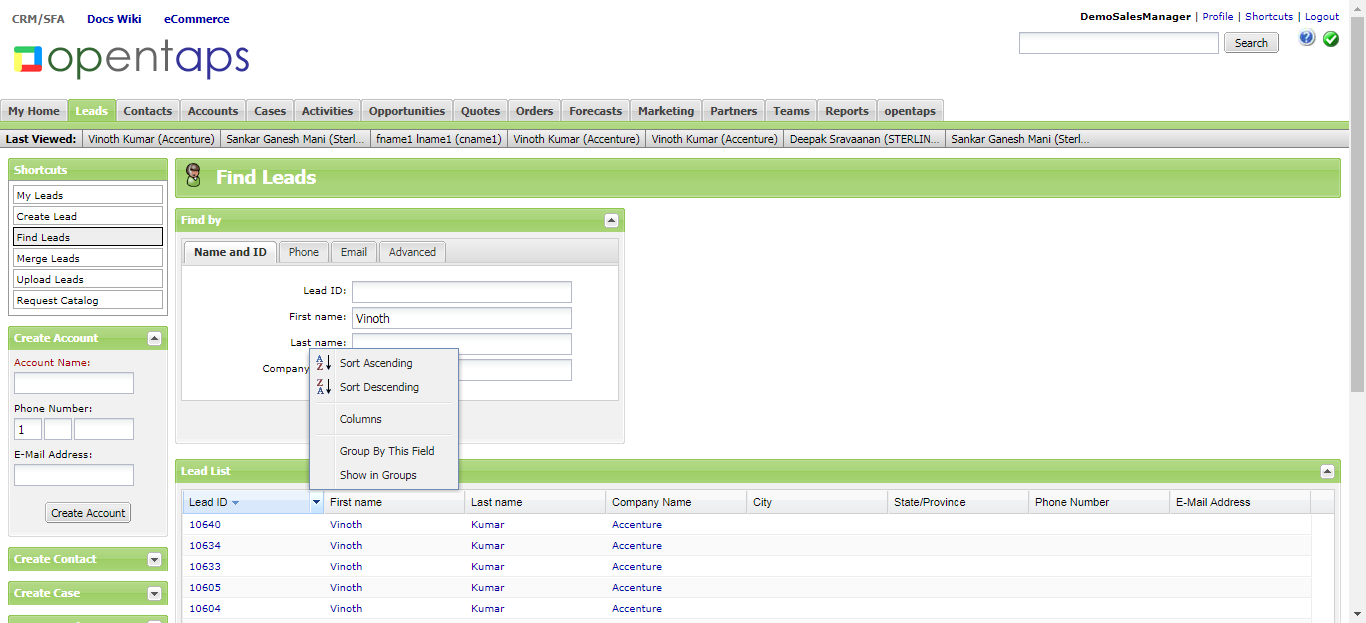 CRM/SFA Docs Wiki eCommerce
DemoSalesManager | Profile | Shortcuts | Logout
opentaps
Search
My Home Leads Contacts Accounts Cases Activities Opportunities Quotes Orders Forecasts Marketing Partners Teams Reports opentaps
Last Viewed: Vinoth Kumar (Accenture) Sankar Ganesh Mani (Sterl... fname1 lname1 (cname1) Vinoth Kumar (Accenture) Vinoth Kumar (Accenture) Deepak Sravaanan (STERLIN... Sankar Ganesh Mani (Sterl...
Shortcuts
My Leads
Create Lead
Find Leads
Merge Leads
Upload Leads
Request Catalog
Create Account
Account Name:
Phone Number:
1
E-Mail Address:
Create Account
Create Contact
Create Case
Find Leads
Find by
Name and ID Phone Email Advanced
Lead ID:
First name: Vinoth
Last name:
Company
Sort Ascending
Sort Descending
Columns
Group By This Field
Show in Groups
Lead List
Lead ID First name Last name Company Name City State/Province Phone Number E-Mail Address
10640 Vinoth Kumar Accenture
10634 Vinoth Kumar Accenture
10633 Vinoth Kumar Accenture
10605 Vinoth Kumar Accenture
10604 Vinoth Kumar Accenture